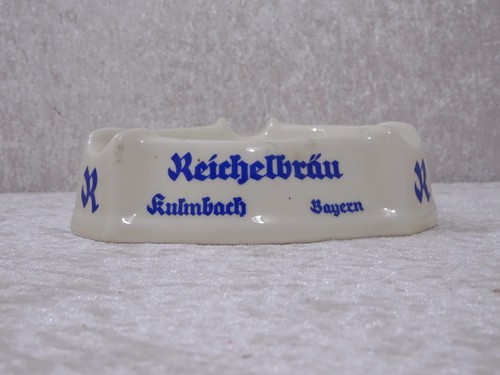 Reichelbräu
Kulmbach Bayern
R
R